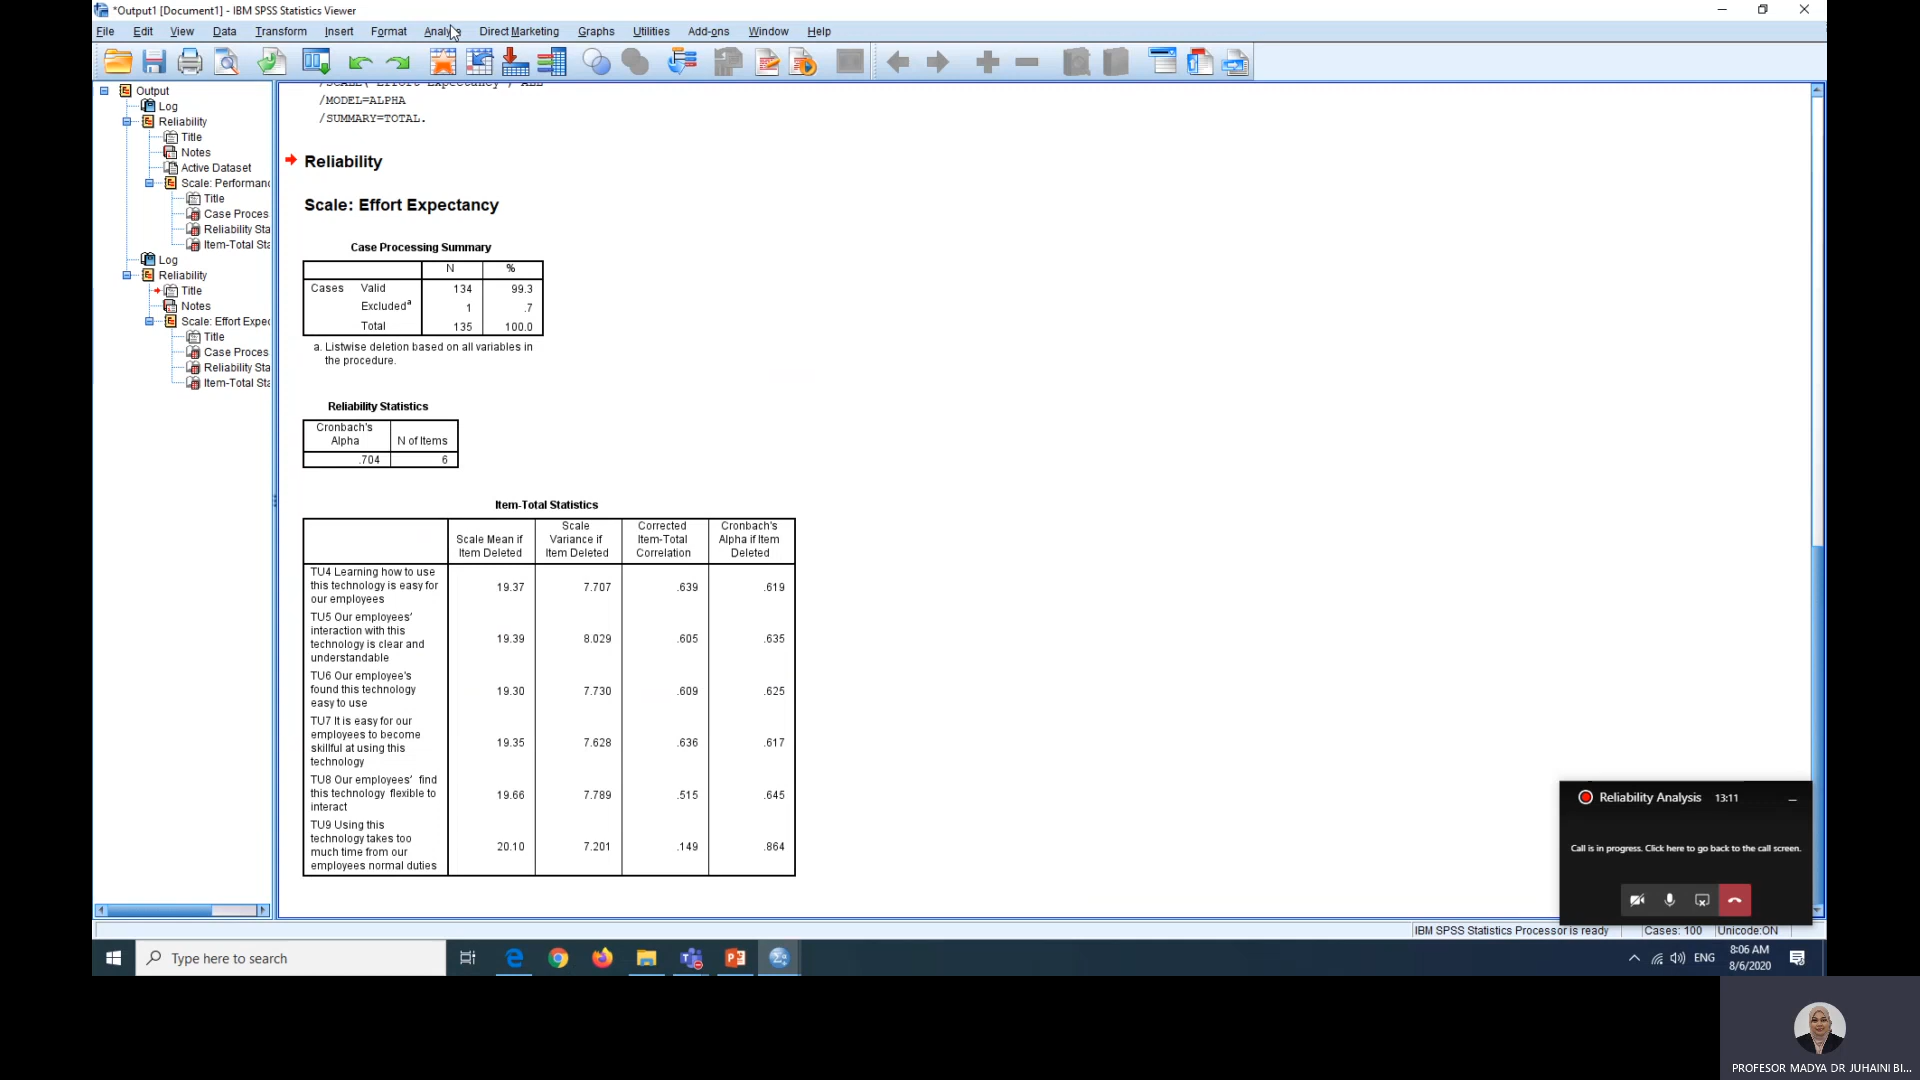 *Output1 [Document1] - IBM SPSS Statistics Viewer
File Edit View Data Transform Insert Format Analyze Direct Marketing Graphs Utilities Add-ons Window Help
Output
Log
Reliability
Title
Notes
Active Dataset
Scale: Performanc
Title
Case Proces
Reliability Sta
Item-Total Sta
Log
Reliability
Title
Notes
Scale: Effort Expec
Title
Case Proces
Reliability Sta
Item-Total Sta
/MODEL=ALPHA
/SUMMARY=TOTAL.
Reliability
Scale: Effort Expectancy
Case Processing Summary
N %
Cases Valid 134 99.3
Excludedᵃ 1 .7
Total 135 100.0
a. Listwise deletion based on all variables in
the procedure.
Reliability Statistics
Cronbach's
Alpha N of Items
.704 6
Item-Total Statistics
Scale Mean if Item Deleted Scale Variance if Item Deleted Corrected Item-Total Correlation Cronbach's Alpha if Item Deleted
TU4 Learning how to use
this technology is easy for
our employees
19.37 7.707 .639 .619
TU5 Our employees’
interaction with this
technology is clear and
understandable
19.39 8.029 .605 .635
TU6 Our employee's
found this technology
easy to use
19.30 7.730 .609 .625
TU7 It is easy for our
employees to become
skillful at using this
technology
19.35 7.628 .636 .617
TU8 Our employees’ find
this technology flexible to
interact
19.66 7.789 .515 .645
TU9 Using this
technology takes too
much time from our
employees normal duties
20.10 7.201 .149 .864
Reliability Analysis 13:11
Call is in progress. Click here to go back to the call screen.
IBM SPSS Statistics Processor is ready Cases: 100 Unicode:ON
Type here to search
ENG
8:06 AM
8/6/2020
PROFESOR MADYA DR JUHAINI BI...